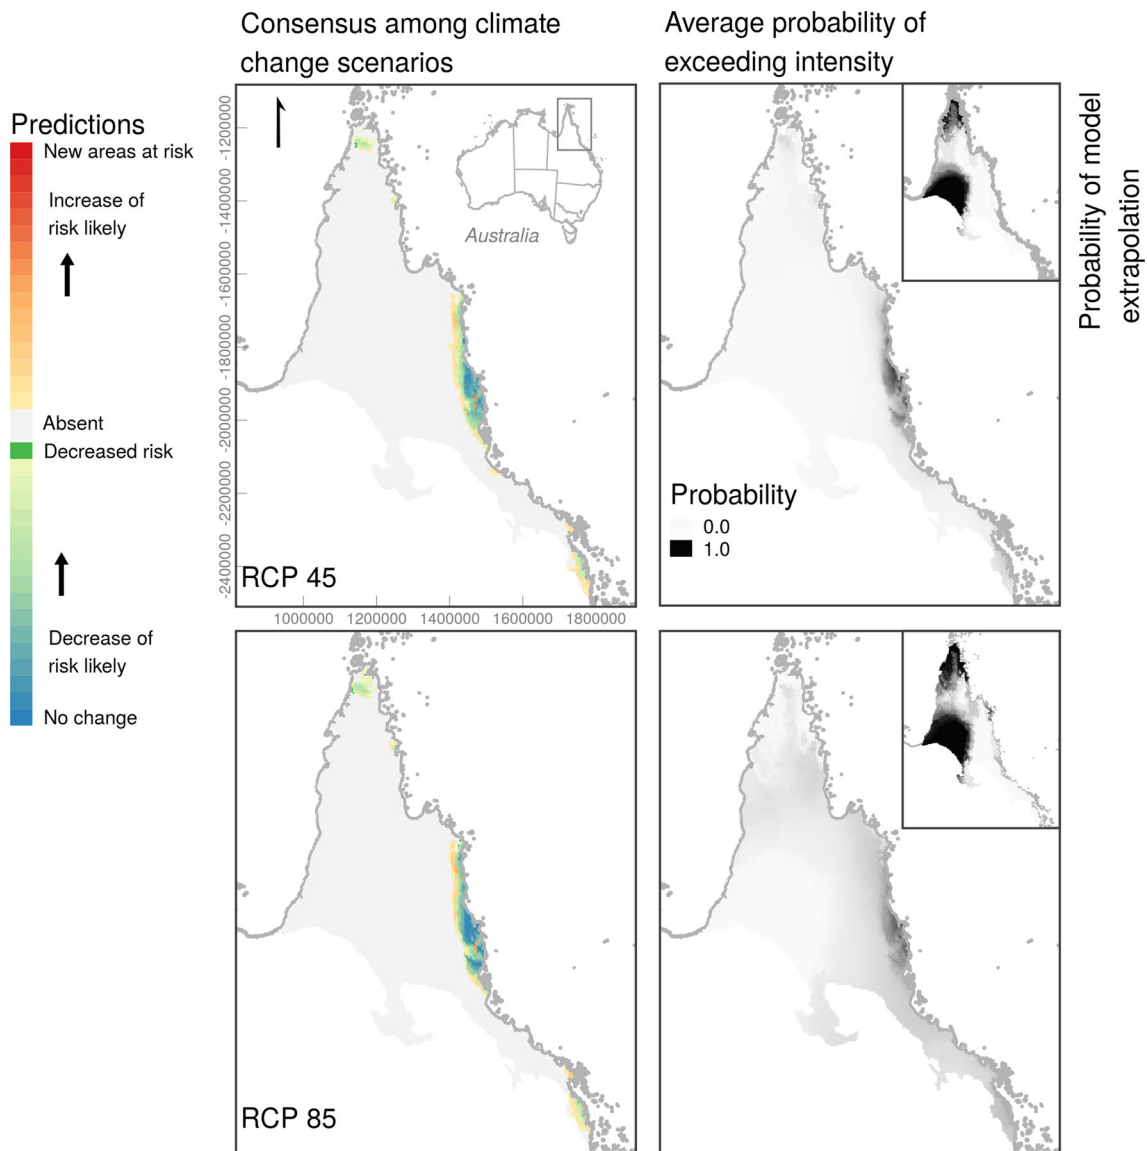 Consensus among climate
change scenarios
Average probability of
exceeding intensity
Predictions
New areas at risk
Increase of
risk likely
Absent
Decreased risk
Decrease of
risk likely
No change
-1200000
-1400000
-1600000
-1800000
-2000000
-2200000
-2400000
Australia
RCP 45
1000000
1200000
1400000
1600000
1800000
Probability
0.0
1.0
Probability of model
extrapolation
RCP 85